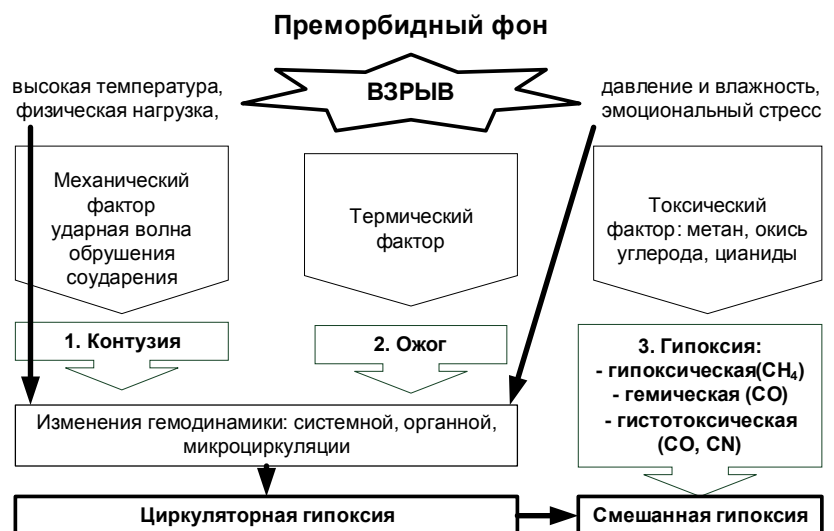 Преморбидный фон
высокая температура,
физическая нагрузка,
ВЗРЫВ
давление и влажность,
эмоциональный стресс
Механический
фактор
ударная волна
обрушения
соударения
Термический
фактор
Токсический
фактор: метан, окись
углерода, цианиды
1. Контузия
2. Ожог
3. Гипоксия:
- гипоксическая(CH₄)
- гемическая (CO)
- гистотоксическая
(CO, CN)
Изменения гемодинамики: системной, органной,
микроциркуляции
Циркуляторная гипоксия
Смешанная гипоксия